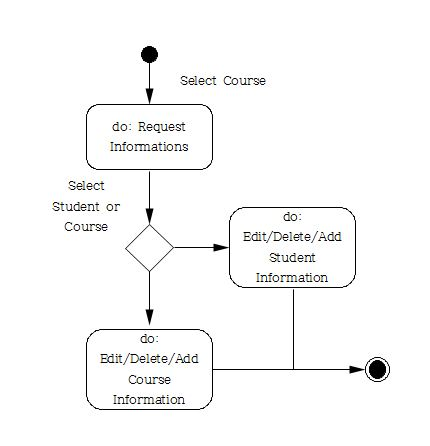 Select Course
do: Request
Informations
Select
Student or
Course
do:
Edit/Delete/Add
Student
Information
do:
Edit/Delete/Add
Course
Information